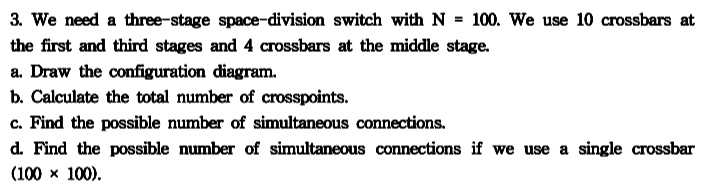 3. We need a three-stage space-division switch with N = 100. We use 10 crossbars at
the first and third stages and 4 crossbars at the middle stage.
a. Draw the configuration diagram.
b. Calculate the total number of crosspoints.
c. Find the possible number of simultaneous connections.
d. Find the possible number of simultaneous connections if we use a single crossbar
(100 × 100).